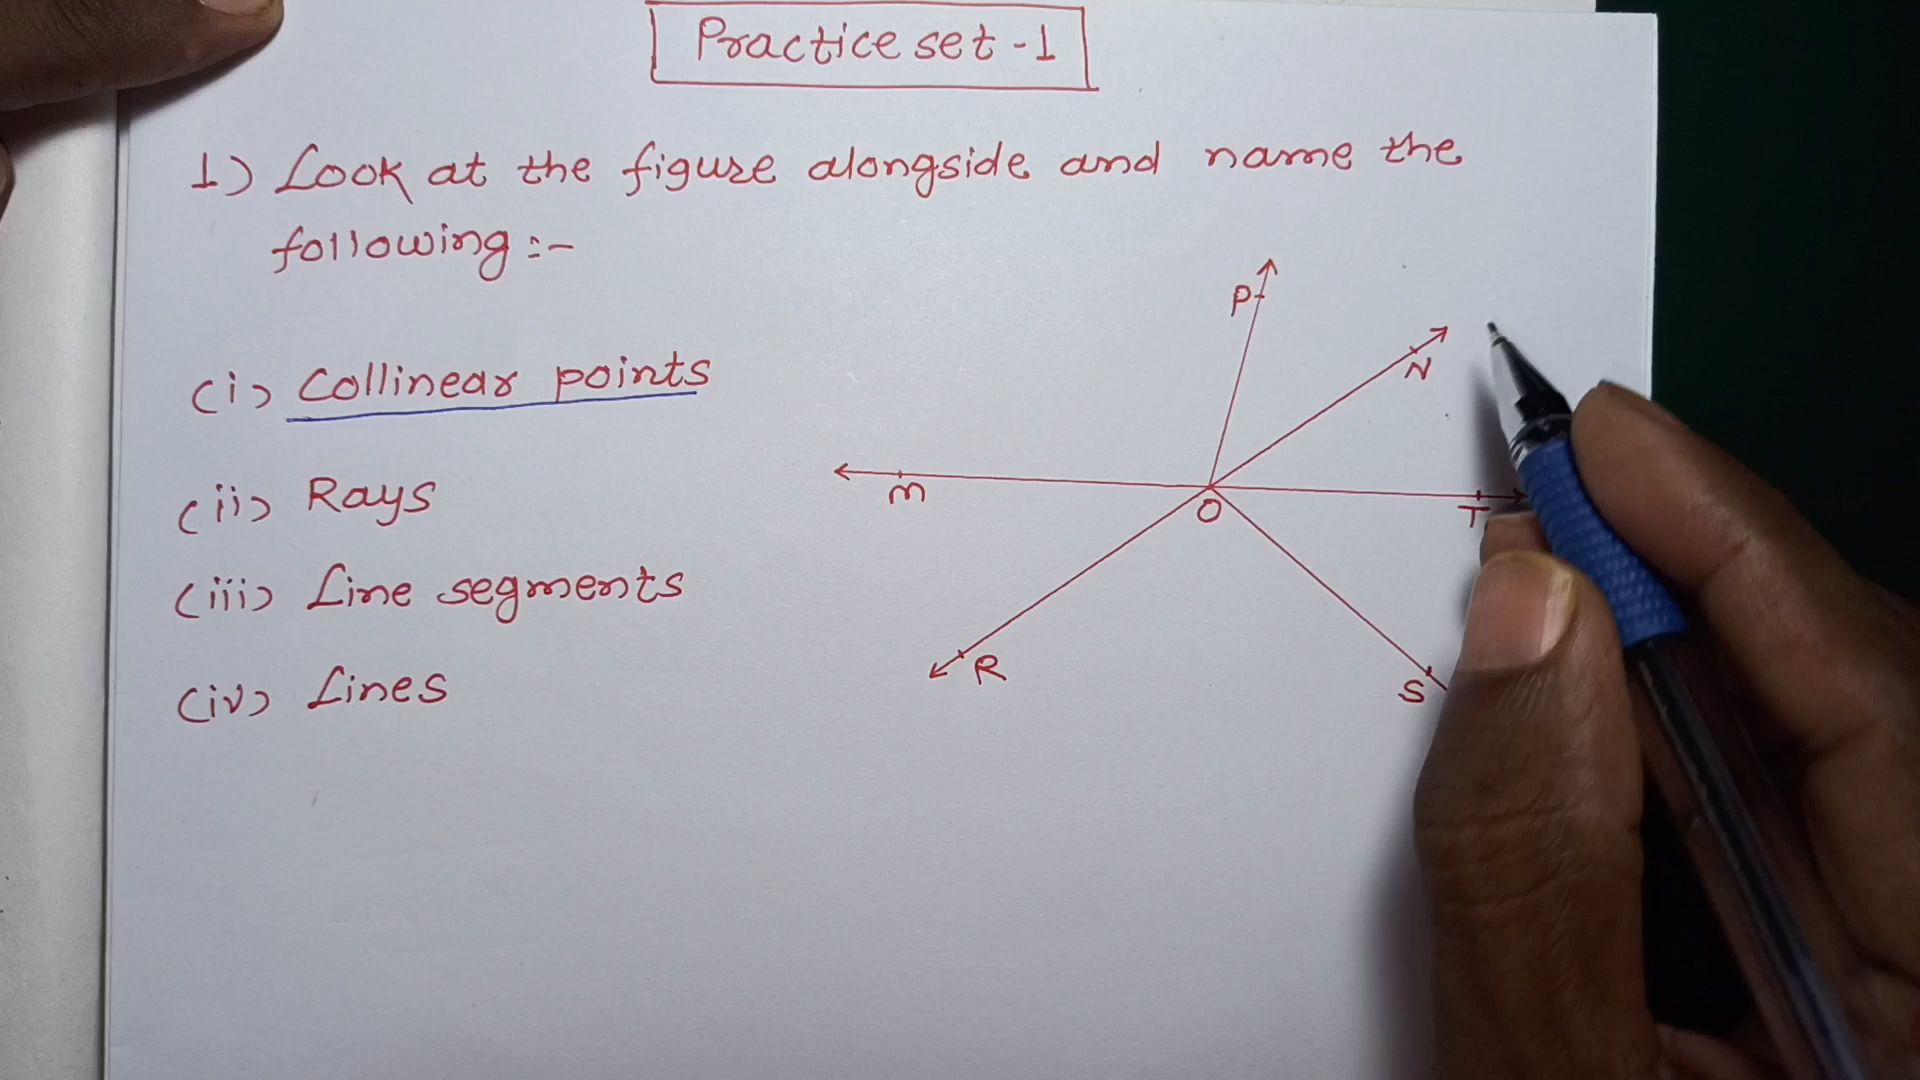 Practice set - 1
1) Look at the figure alongside and name the
following :-
P
N
(i) Collinear points
M
O
T
(ii) Rays
(iii) Line segments
R
S
(iv) Lines